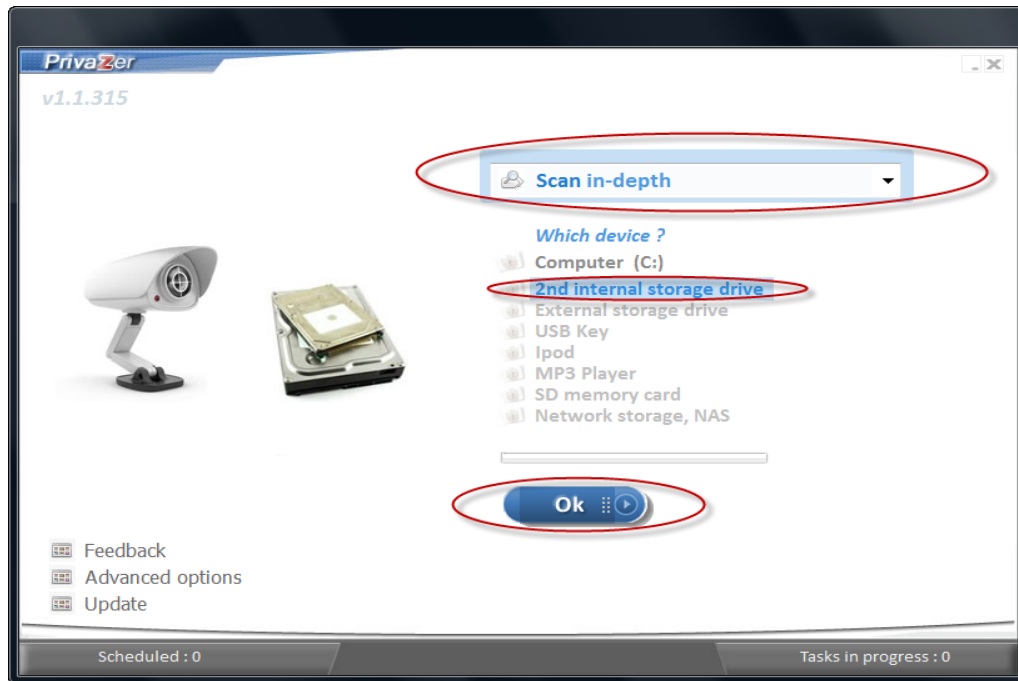 PrivaZer
v1.1.315
Scan in-depth
Which device ?
Computer (C:)
2nd internal storage drive
External storage drive
USB Key
Ipod
MP3 Player
SD memory card
Network storage, NAS
Ok
Feedback
Advanced options
Update
Scheduled : 0
Tasks in progress : 0